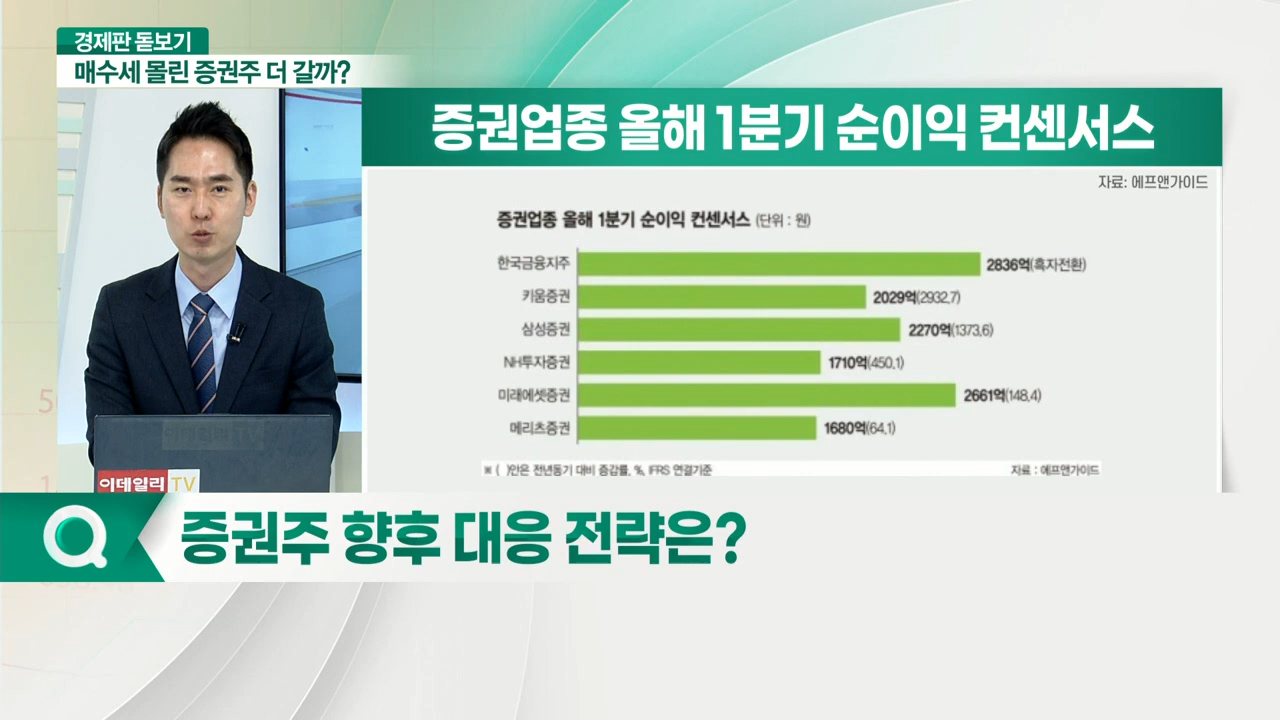 경제판 돋보기
매수세 몰린 증권주 더 갈까?
증권업종 올해 1분기 순이익 컨센서스
자료: 에프앤가이드
증권업종 올해 1분기 순이익 컨센서스 (단위 : 원)
한국금융지주 2836억(흑자전환)
키움증권 2029억(2932.7)
삼성증권 2270억(1373.6)
NH투자증권 1710억(450.1)
미래에셋증권 2661억(148.4)
메리츠증권 1680억(64.1)
※ ( )안은 전년동기 대비 증감률, %, IFRS 연결기준 자료 : 에프앤가이드
이데일리TV
이데일리 TV
Q 증권주 향후 대응 전략은?